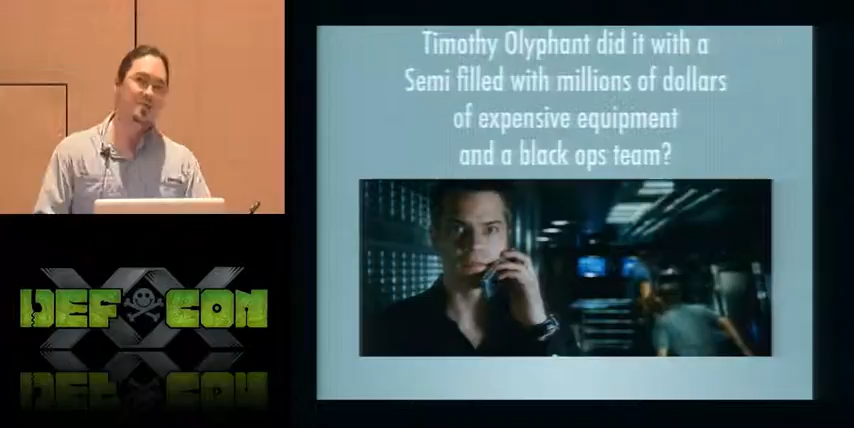 Timothy Olyphant did it with a
Semi filled with millions of dollars
of expensive equipment
and a black ops team?
DEF CON
XX